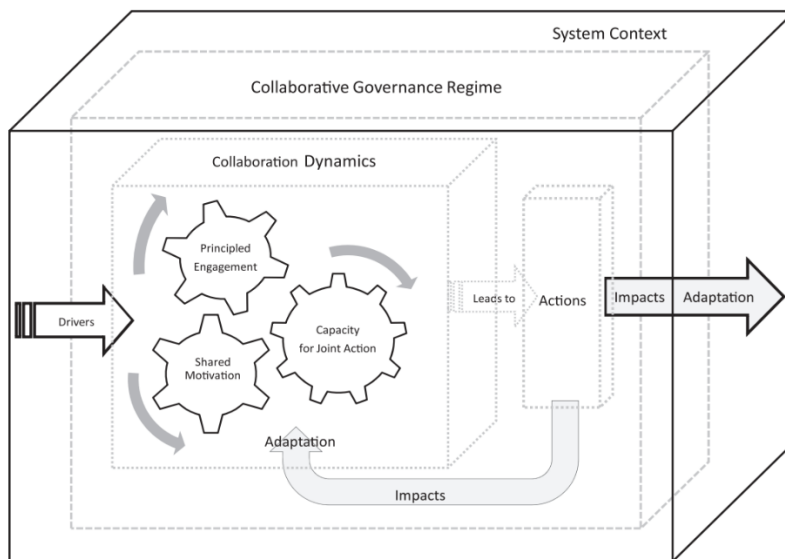 System Context
Collaborative Governance Regime
Collaboration Dynamics
Principled
Engagement
Capacity
for Joint Action
Shared
Motivation
Drivers
Leads to
Actions
Impacts
Adaptation
Adaptation
Impacts